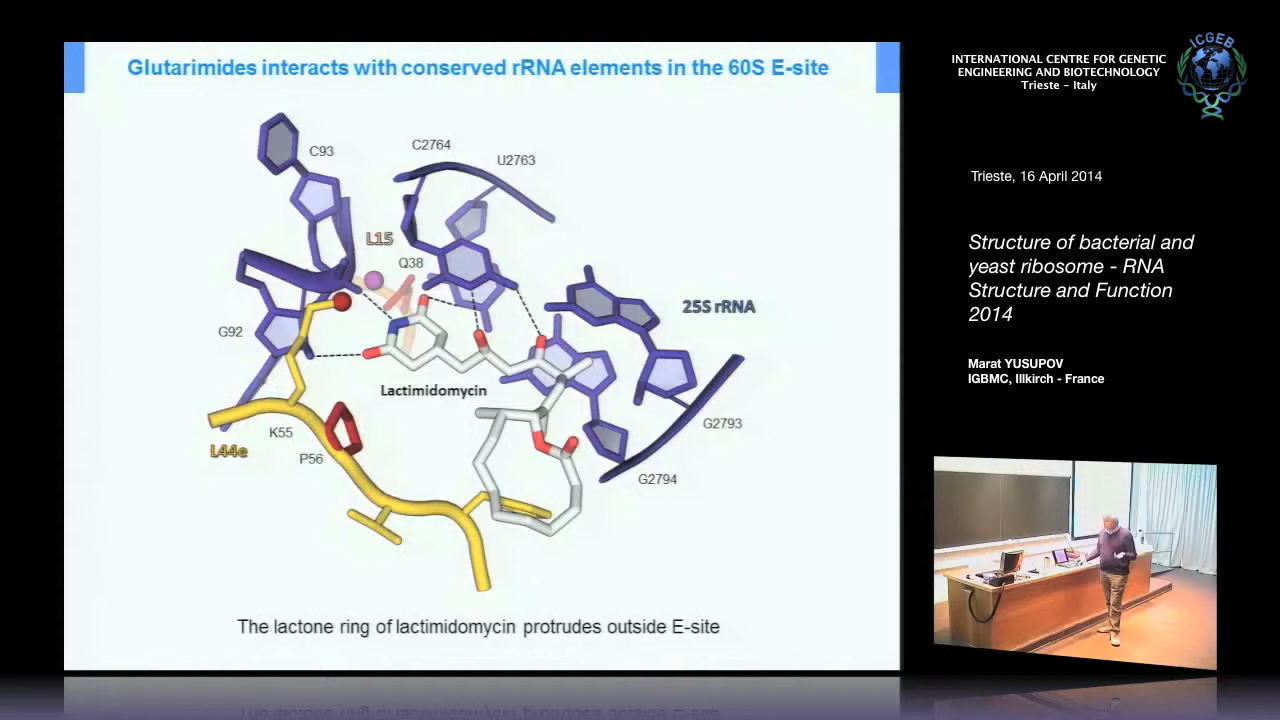 Glutarimides interacts with conserved rRNA elements in the 60S E-site
C93
C2764
U2763
L15
Q38
25S rRNA
G92
Lactimidomycin
K55
L44e
P56
G2793
G2794
The lactone ring of lactimidomycin protrudes outside E-site
INTERNATIONAL CENTRE FOR GENETIC
ENGINEERING AND BIOTECHNOLOGY
Trieste – Italy
ICGEB
Trieste, 16 April 2014
Structure of bacterial and
yeast ribosome - RNA
Structure and Function
2014
Marat YUSUPOV
IGBMC, Illkirch - France